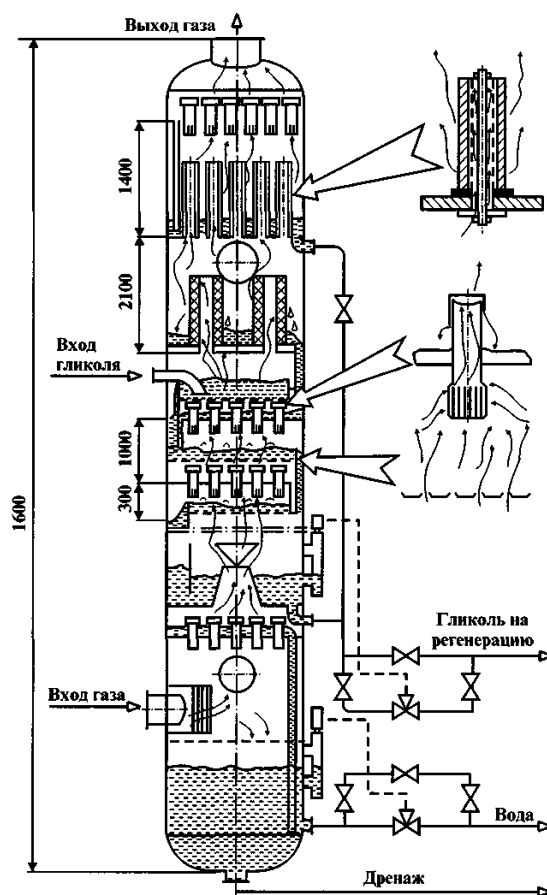 Выход газа
1400
2100
Вход
гликоля
1000
300
1600
Гликоль на
регенерацию
Вход газа
Вода
Дренаж